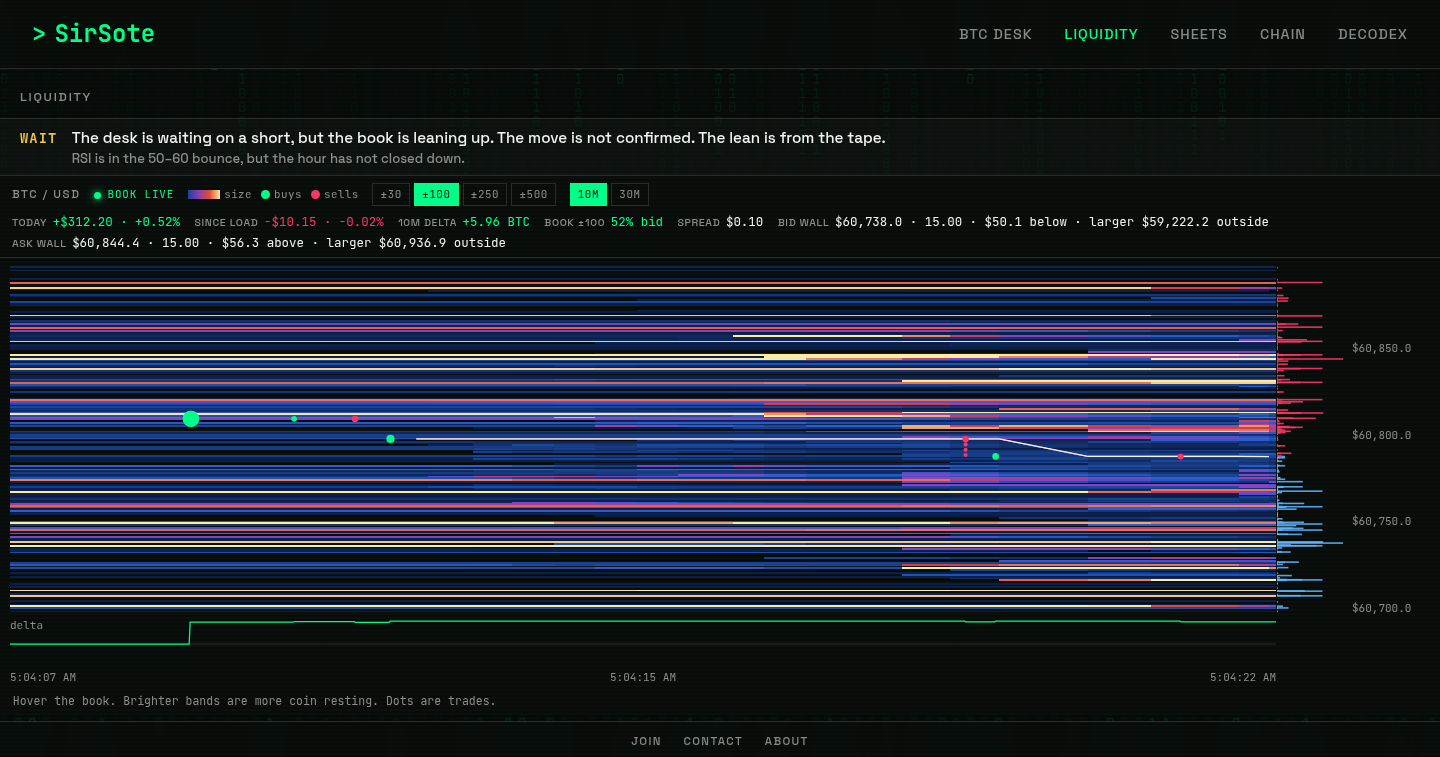 > SirSote
BTC DESK LIQUIDITY SHEETS CHAIN DECODEX
LIQUIDITY
WAIT The desk is waiting on a short, but the book is leaning up. The move is not confirmed. The lean is from the tape.
RSI is in the 50–60 bounce, but the hour has not closed down.
BTC / USD BOOK LIVE size buys sells ±30 ±100 ±250 ±500 10M 30M
TODAY +$312.20 · +0.52% SINCE LOAD -$10.15 · -0.02% 10M DELTA +5.96 BTC BOOK ±100 52% bid SPREAD $0.10 BID WALL $60,738.0 · 15.00 · $50.1 below · larger $59,222.2 outside
ASK WALL $60,844.4 · 15.00 · $56.3 above · larger $60,936.9 outside
$60,850.0
$60,800.0
$60,750.0
$60,700.0
delta
5:04:07 AM 5:04:15 AM 5:04:22 AM
Hover the book. Brighter bands are more coin resting. Dots are trades.
JOIN CONTACT ABOUT